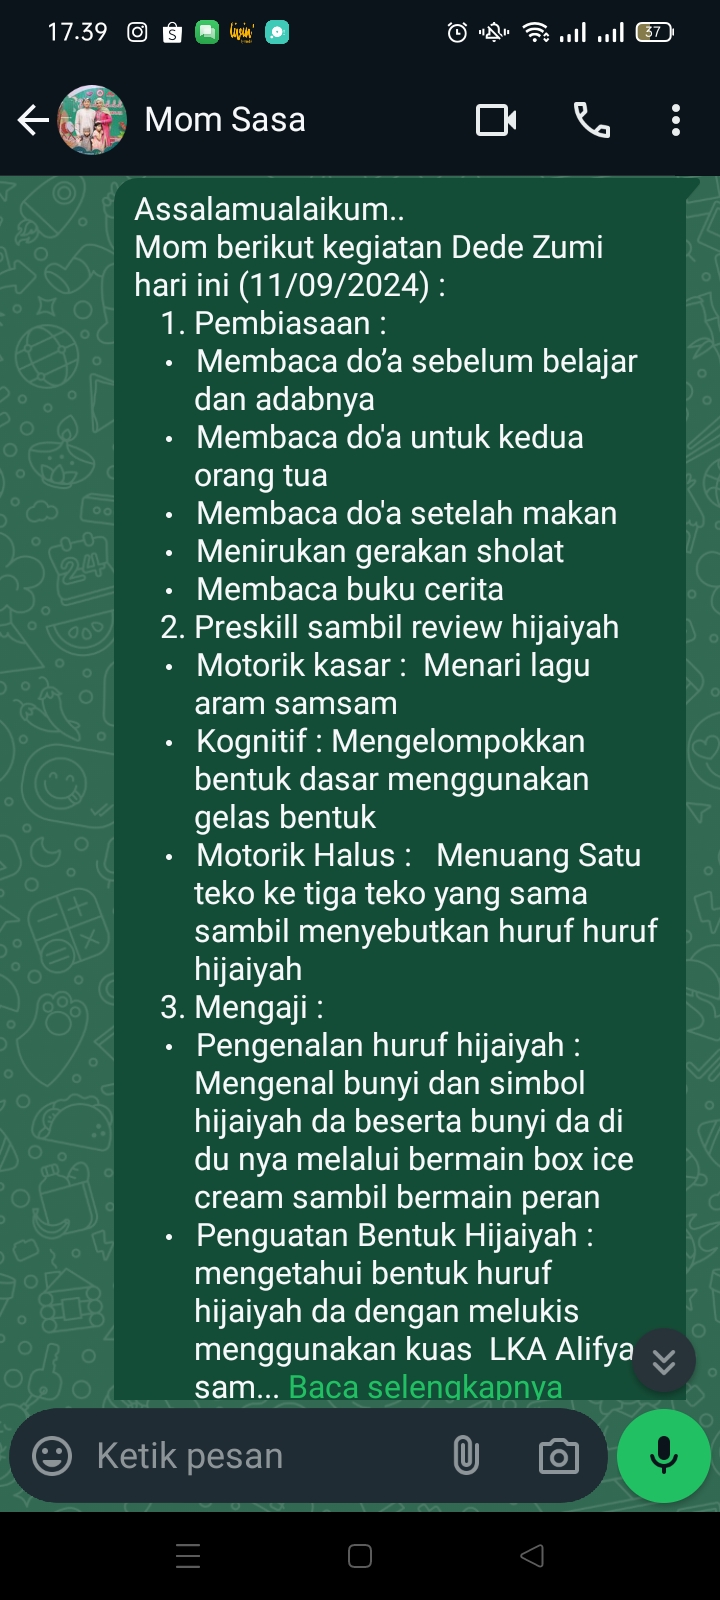 17.39
37
Mom Sasa
Assalamualaikum..
Mom berikut kegiatan Dede Zumi
hari ini (11/09/2024) :
1. Pembiasaan :
• Membaca do’a sebelum belajar
dan adabnya
• Membaca do'a untuk kedua
orang tua
• Membaca do'a setelah makan
• Menirukan gerakan sholat
• Membaca buku cerita
2. Preskill sambil review hijaiyah
• Motorik kasar : Menari lagu
aram samsam
• Kognitif : Mengelompokkan
bentuk dasar menggunakan
gelas bentuk
• Motorik Halus : Menuang Satu
teko ke tiga teko yang sama
sambil menyebutkan huruf huruf
hijaiyah
3. Mengaji :
• Pengenalan huruf hijaiyah :
Mengenal bunyi dan simbol
hijaiyah da beserta bunyi da di
du nya melalui bermain box ice
cream sambil bermain peran
• Penguatan Bentuk Hijaiyah :
mengetahui bentuk huruf
hijaiyah da dengan melukis
menggunakan kuas LKA Alifya
sam... Baca selengkapnya
Ketik pesan